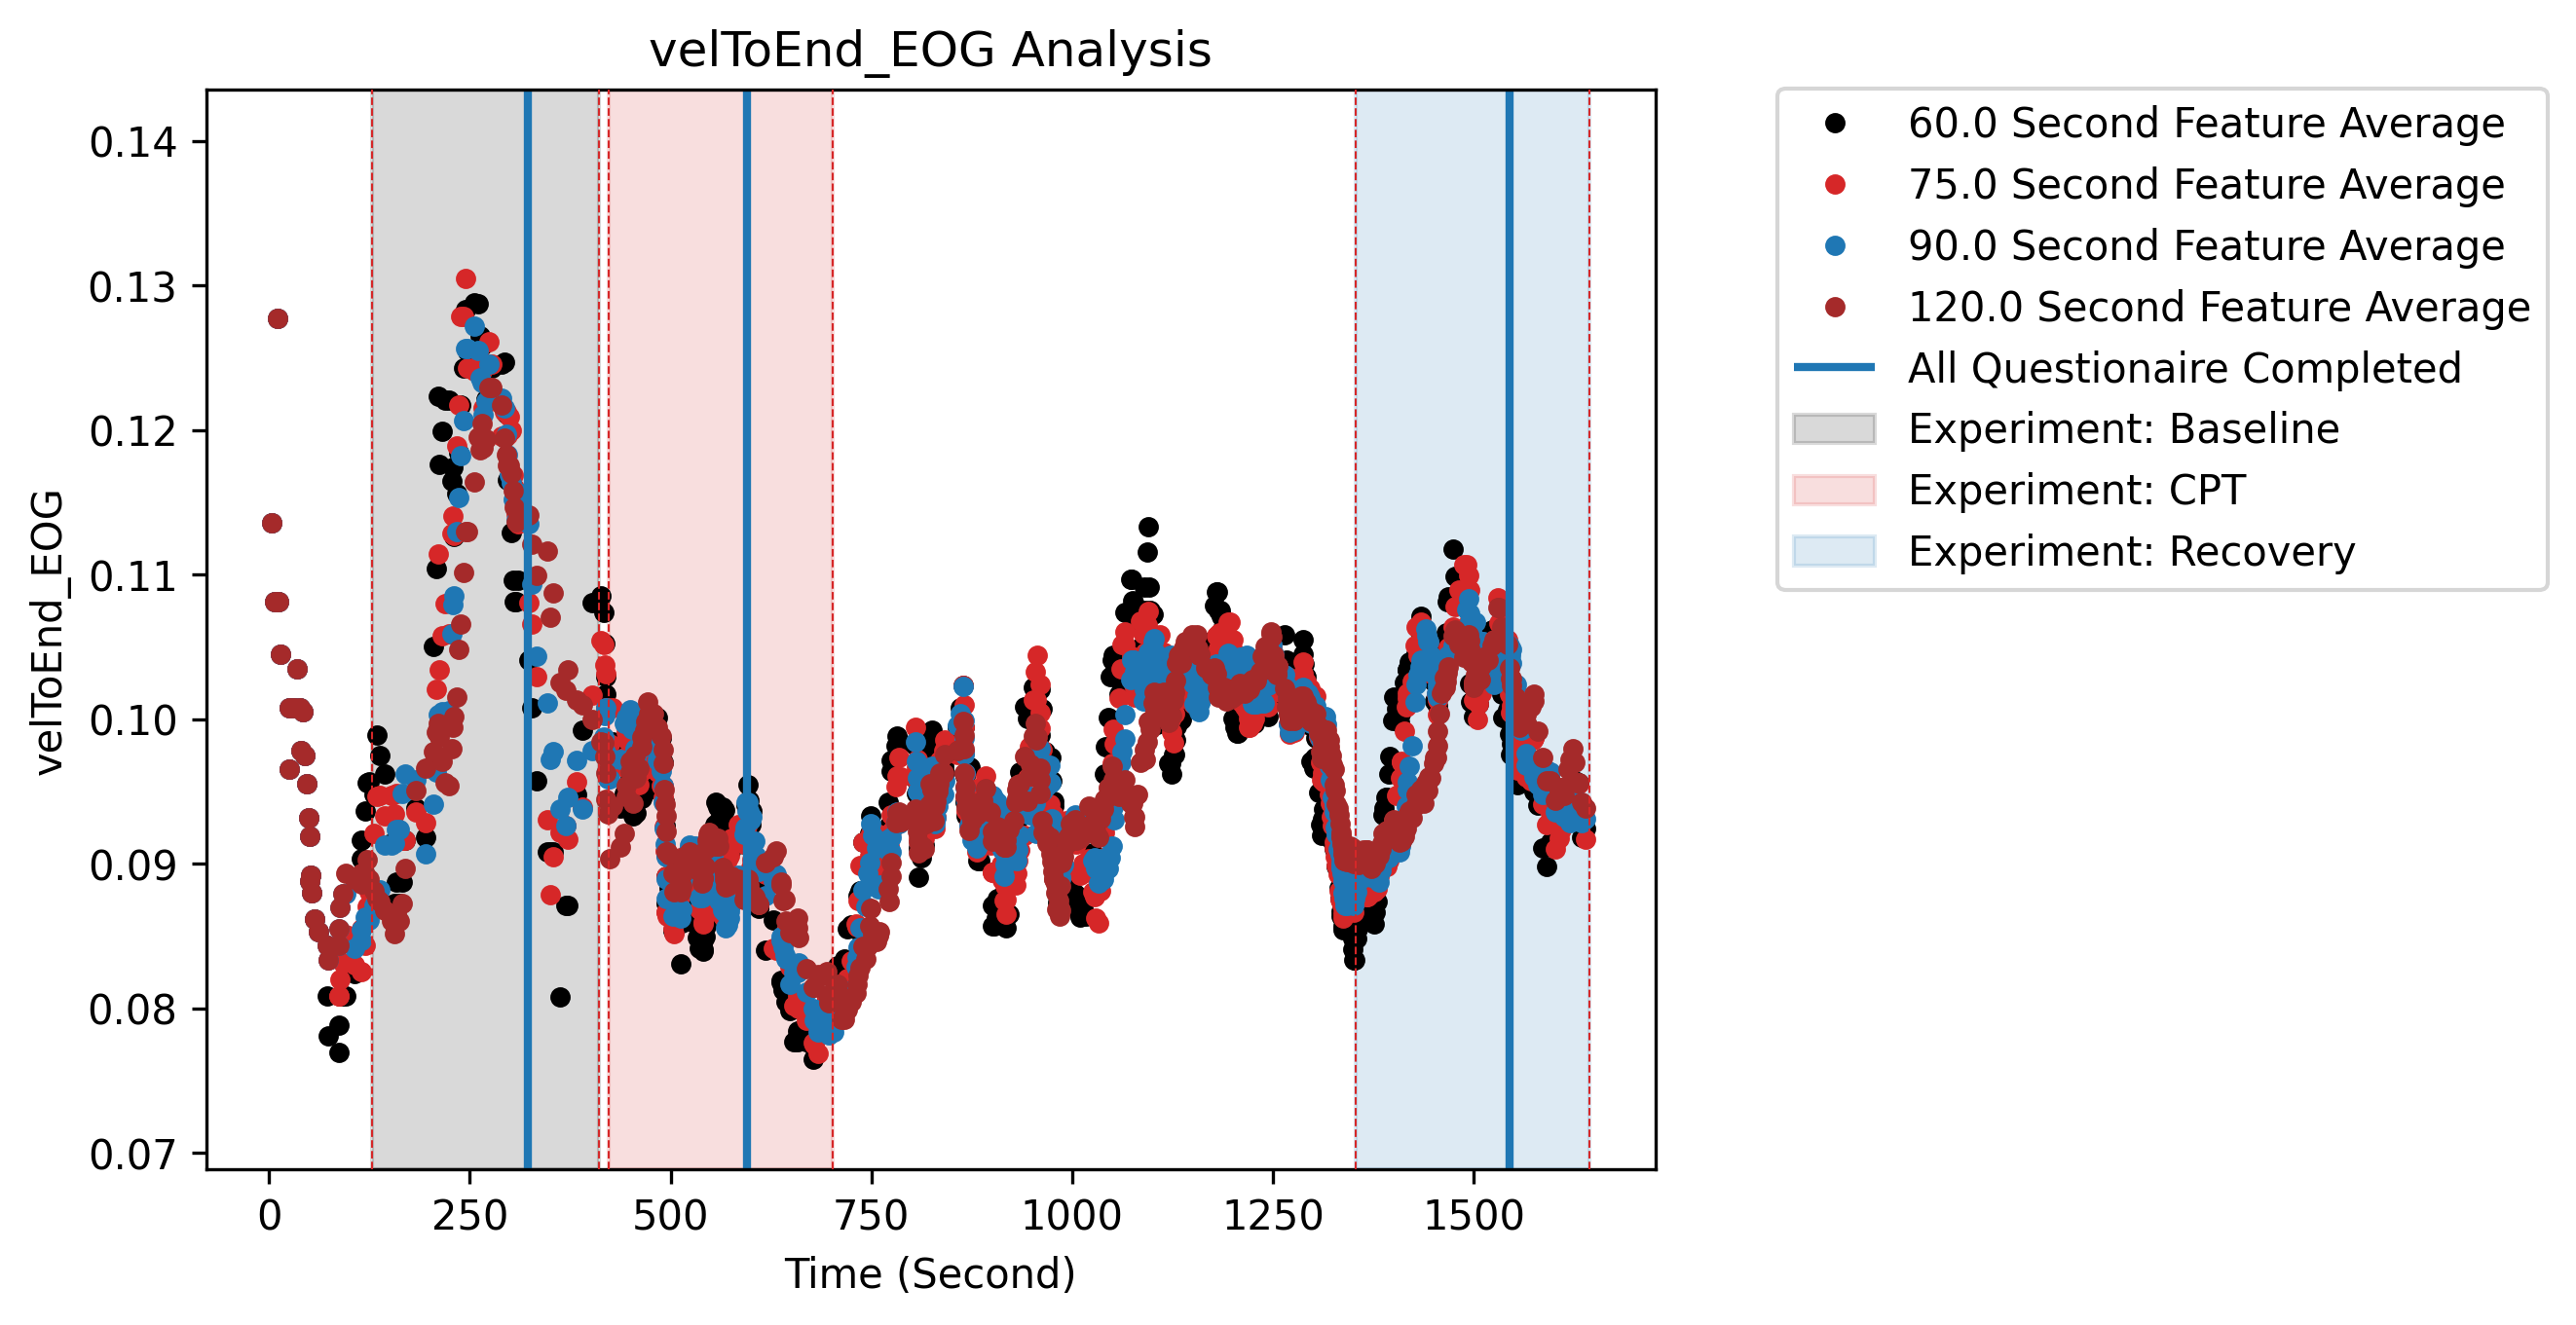 velToEnd_EOG Analysis
velToEnd_EOG
0.14
0.13
0.12
0.11
0.10
0.09
0.08
0.07
0 250 500 750 1000 1250 1500
Time (Second)
60.0 Second Feature Average
75.0 Second Feature Average
90.0 Second Feature Average
120.0 Second Feature Average
All Questionaire Completed
Experiment: Baseline
Experiment: CPT
Experiment: Recovery